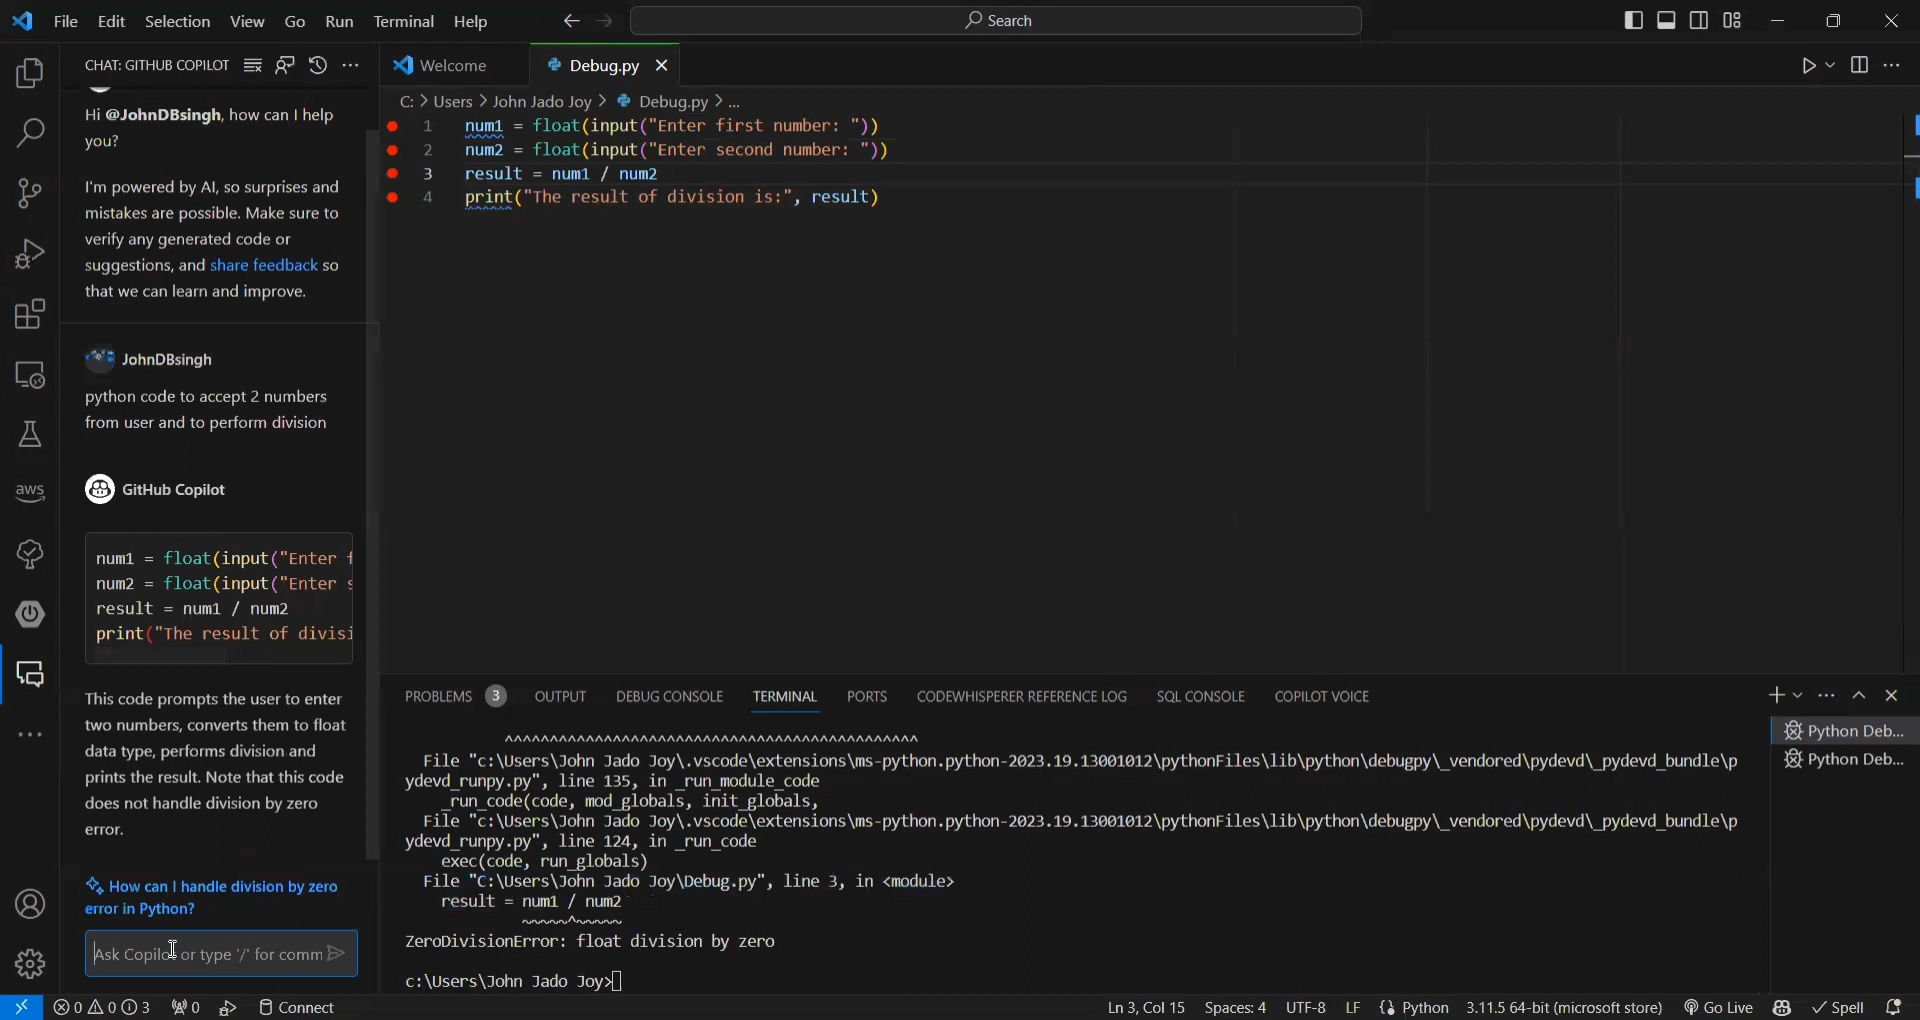 File Edit Selection View Go Run Terminal Help
Search
CHAT: GITHUB COPILOT
Hi @JohnDBsingh, how can I help
you?
I'm powered by AI, so surprises and
mistakes are possible. Make sure to
verify any generated code or
suggestions, and share feedback so
that we can learn and improve.
JohnDBsingh
python code to accept 2 numbers
from user and to perform division
GitHub Copilot
num1 = float(input("Enter f
num2 = float(input("Enter s
result = num1 / num2
print("The result of divisi
This code prompts the user to enter
two numbers, converts them to float
data type, performs division and
prints the result. Note that this code
does not handle division by zero
error.
How can I handle division by zero
error in Python?
Ask Copilot or type '/' for comm
aws
Welcome
Debug.py
C: > Users > John Jado Joy > Debug.py > ...
1 num1 = float(input("Enter first number: "))
2 num2 = float(input("Enter second number: "))
3 result = num1 / num2
4 print("The result of division is:", result)
PROBLEMS 3 OUTPUT DEBUG CONSOLE TERMINAL PORTS CODEWHISPERER REFERENCE LOG SQL CONSOLE COPILOT VOICE
^^^^^^^^^^^^^^^^^^^^^^^^^^^^^^^^^^^^^^^^^^^^^^
File "c:\Users\John Jado Joy\.vscode\extensions\ms-python.python-2023.19.13001012\pythonFiles\lib\python\debugpy\_vendored\pydevd\_pydevd_bundle\p
ydevd_runpy.py", line 135, in _run_module_code
_run_code(code, mod_globals, init_globals,
File "c:\Users\John Jado Joy\.vscode\extensions\ms-python.python-2023.19.13001012\pythonFiles\lib\python\debugpy\_vendored\pydevd\_pydevd_bundle\p
ydevd_runpy.py", line 124, in _run_code
exec(code, run_globals)
File "C:\Users\John Jado Joy\Debug.py", line 3, in <module>
result = num1 / num2
~~~~~^~~~~~
ZeroDivisionError: float division by zero
c:\Users\John Jado Joy>
Python Deb...
Python Deb...
0 0 3 0 Connect
Ln 3, Col 15 Spaces: 4 UTF-8 LF Python 3.11.5 64-bit (microsoft store) Go Live Spell